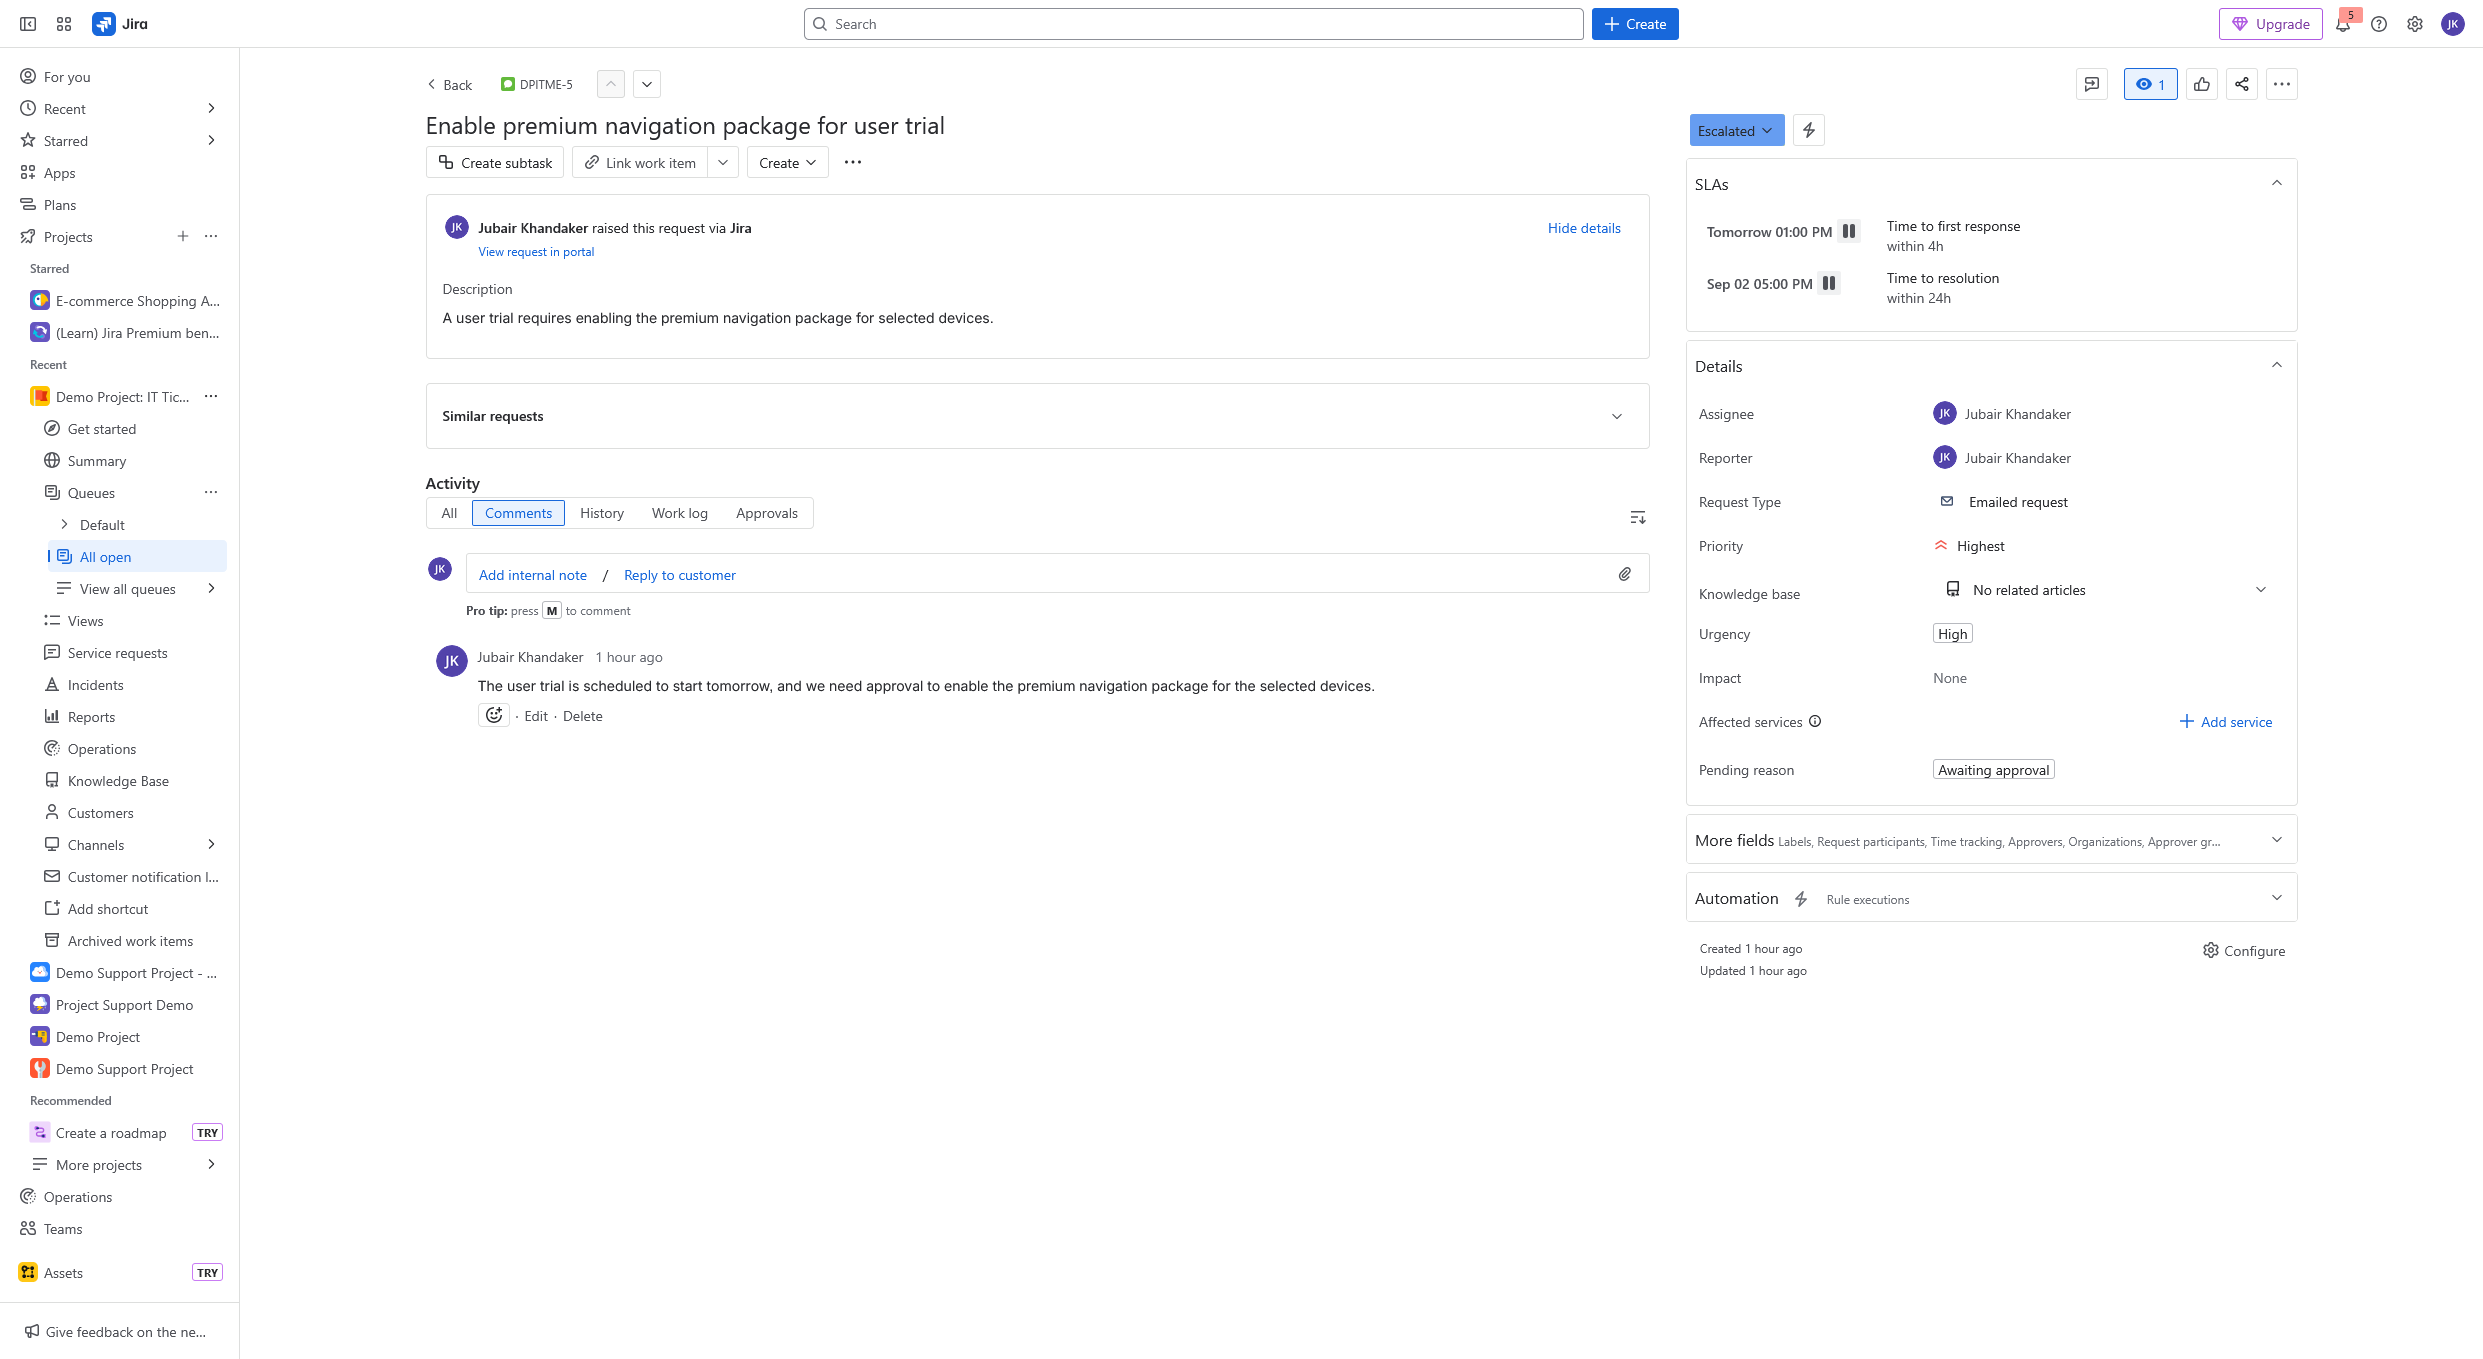 Jira
Search
Create
Upgrade
5
JK
For you
Recent
Starred
Apps
Plans
Projects
Starred
E-commerce Shopping A...
(Learn) Jira Premium ben...
Recent
Demo Project: IT Tic...
Get started
Summary
Queues
Default
All open
View all queues
Views
Service requests
Incidents
Reports
Operations
Knowledge Base
Customers
Channels
Customer notification l...
Add shortcut
Archived work items
Demo Support Project - ...
Project Support Demo
Demo Project
Demo Support Project
Recommended
Create a roadmap TRY
More projects
Operations
Teams
Assets TRY
Give feedback on the ne...
Back
DPITME-5
Enable premium navigation package for user trial
Create subtask
Link work item
Create
JK
Jubair Khandaker raised this request via Jira
Hide details
View request in portal
Description
A user trial requires enabling the premium navigation package for selected devices.
Similar requests
Activity
All
Comments
History
Work log
Approvals
JK
Add internal note / Reply to customer
Pro tip: press M to comment
JK
Jubair Khandaker 1 hour ago
The user trial is scheduled to start tomorrow, and we need approval to enable the premium navigation package for the selected devices.
· Edit · Delete
1
Escalated
SLAs
Tomorrow 01:00 PM
Time to first response
within 4h
Sep 02 05:00 PM
Time to resolution
within 24h
Details
Assignee
JK Jubair Khandaker
Reporter
JK Jubair Khandaker
Request Type
Emailed request
Priority
Highest
Knowledge base
No related articles
Urgency
High
Impact
None
Affected services
Add service
Pending reason
Awaiting approval
More fields Labels, Request participants, Time tracking, Approvers, Organizations, Approver gr...
Automation Rule executions
Created 1 hour ago
Updated 1 hour ago
Configure